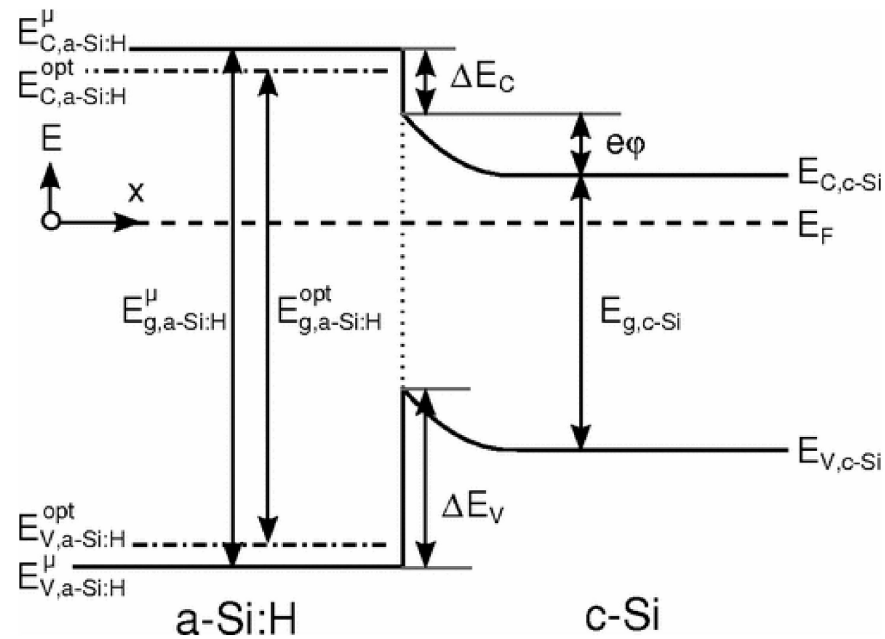 E^μ_C,a-Si:H
E^opt_C,a-Si:H
ΔE_C
E
x
eφ
E_C,c-Si
E_F
E^μ_g,a-Si:H
E^opt_g,a-Si:H
E_g,c-Si
E_V,c-Si
ΔE_V
E^opt_V,a-Si:H
E^μ_V,a-Si:H
a-Si:H
c-Si